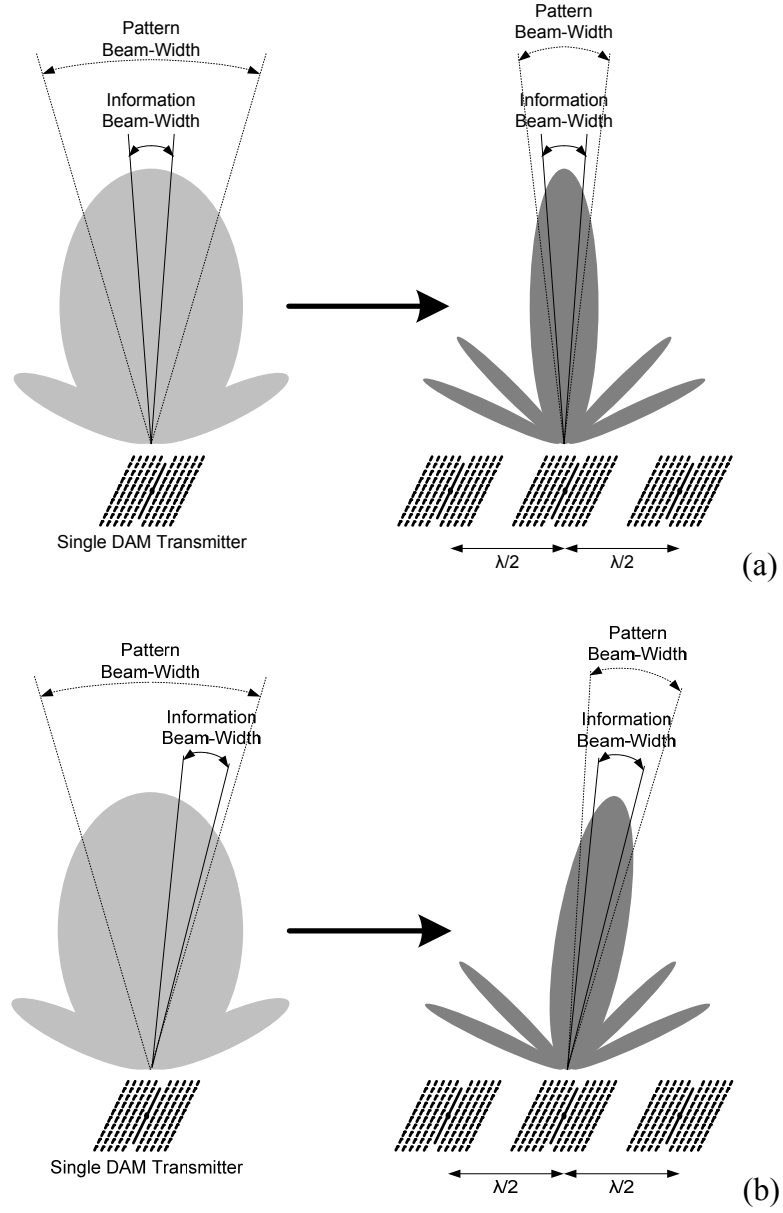 Pattern
Beam-Width
Information
Beam-Width
Single DAM Transmitter
Pattern
Beam-Width
Information
Beam-Width
λ/2
λ/2
(a)
Pattern
Beam-Width
Information
Beam-Width
Single DAM Transmitter
Pattern
Beam-Width
Information
Beam-Width
λ/2
λ/2
(b)